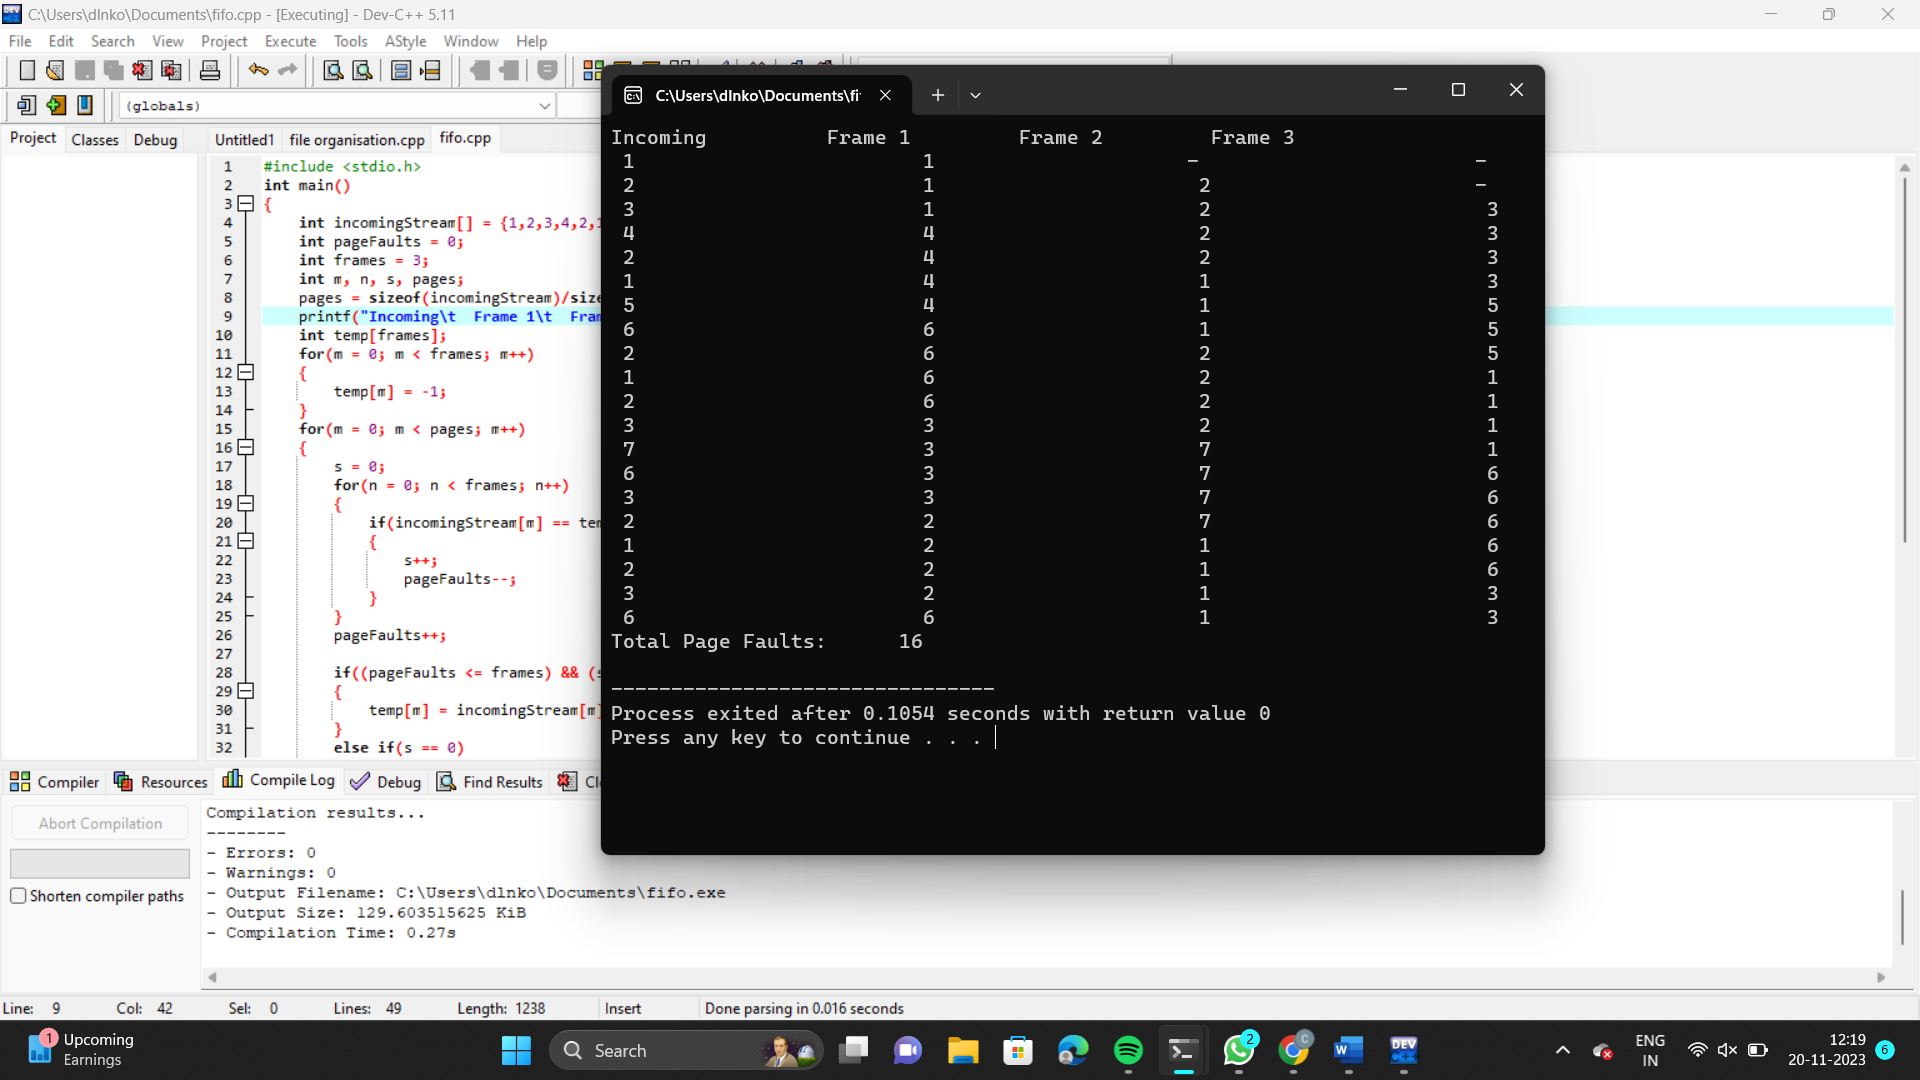 C:\Users\dlnko\Documents\fifo.cpp - [Executing] - Dev-C++ 5.11
File Edit Search View Project Execute Tools AStyle Window Help
(globals)
Project Classes Debug
Untitled1 file organisation.cpp fifo.cpp
1 #include <stdio.h>
2 int main()
3 {
4 int incomingStream[] = {1,2,3,4,2,1
5 int pageFaults = 0;
6 int frames = 3;
7 int m, n, s, pages;
8 pages = sizeof(incomingStream)/size
9 printf("Incoming\t Frame 1\t Fram
10 int temp[frames];
11 for(m = 0; m < frames; m++)
12 {
13 temp[m] = -1;
14 }
15 for(m = 0; m < pages; m++)
16 {
17 s = 0;
18 for(n = 0; n < frames; n++)
19 {
20 if(incomingStream[m] == tem
21 {
22 s++;
23 pageFaults--;
24 }
25 }
26 pageFaults++;
27
28 if((pageFaults <= frames) && (s
29 {
30 temp[m] = incomingStream[m]
31 }
32 else if(s == 0)
C:\Users\dlnko\Documents\fi
Incoming Frame 1 Frame 2 Frame 3
1 1 - -
2 1 2 -
3 1 2 3
4 4 2 3
2 4 2 3
1 4 1 3
5 4 1 5
6 6 1 5
2 6 2 5
1 6 2 1
2 6 2 1
3 3 2 1
7 3 7 1
6 3 7 6
3 3 7 6
2 2 7 6
1 2 1 6
2 2 1 6
3 2 1 3
6 6 1 3
Total Page Faults: 16
--------------------------------
Process exited after 0.1054 seconds with return value 0
Press any key to continue . . .
Compiler Resources Compile Log Debug Find Results Cl
Abort Compilation
Shorten compiler paths
Compilation results...
--------
- Errors: 0
- Warnings: 0
- Output Filename: C:\Users\dlnko\Documents\fifo.exe
- Output Size: 129.603515625 KiB
- Compilation Time: 0.27s
Line: 9 Col: 42 Sel: 0 Lines: 49 Length: 1238 Insert Done parsing in 0.016 seconds
1
Upcoming
Earnings
Search
2
C
W
DEV
C++
ENG
IN
12:19
20-11-2023
6